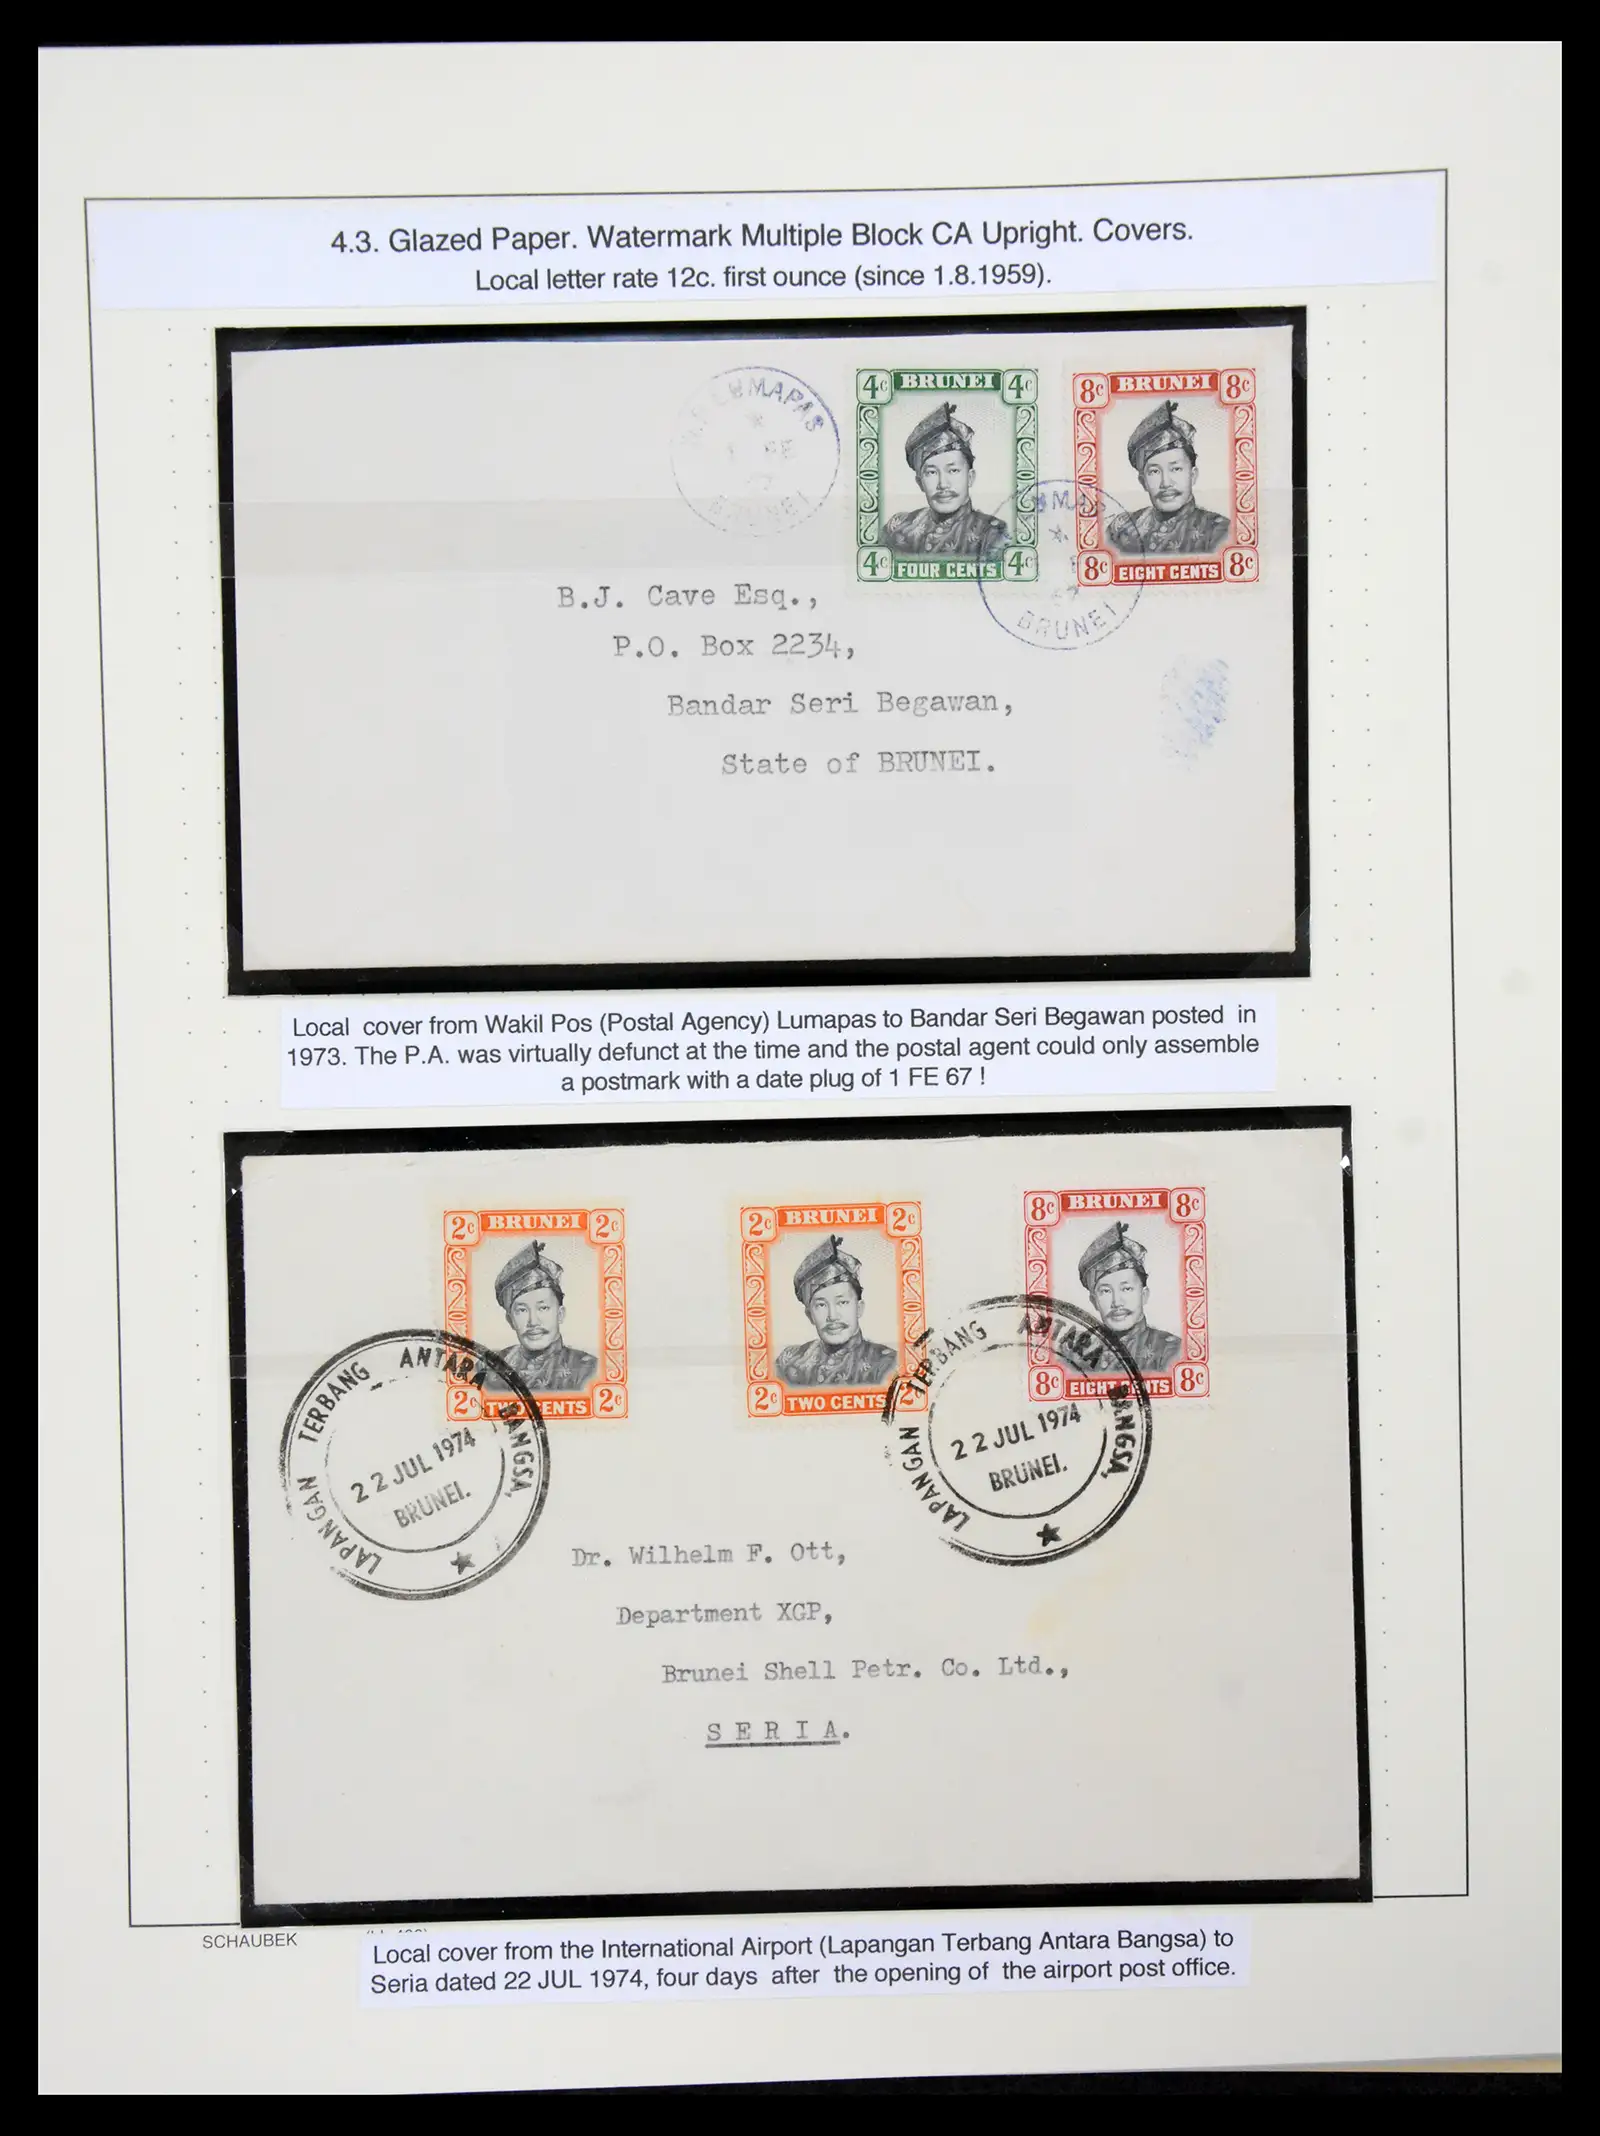 4.3. Glazed Paper. Watermark Multiple Block CA Upright. Covers.
Local letter rate 12c. first ounce (since 1.8.1959).
4c BRUNEI 4c
4c FOUR CENTS 4c
8c BRUNEI 8c
8c EIGHT CENTS 8c
BRUNEI
BRUNEI
B.J. Cave Esq.,
P.O. Box 2234,
Bandar Seri Begawan,
State of BRUNEI.
Local cover from Wakil Pos (Postal Agency) Lumapas to Bandar Seri Begawan posted in
1973. The P.A. was virtually defunct at the time and the postal agent could only assemble
a postmark with a date plug of 1 FE 67 !
2c BRUNEI 2c
2c TWO CENTS 2c
2c BRUNEI 2c
2c TWO CENTS 2c
8c BRUNEI 8c
8c EIGHT CENTS 8c
LAPANGAN TERBANG ANTARA BANGSA,
22 JUL 1974
BRUNEI.
LAPANGAN TERBANG ANTARA BANGSA,
22 JUL 1974
BRUNEI.
Dr. Wilhelm F. Ott,
Department XGP,
Brunei Shell Petr. Co. Ltd.,
S E R I A.
SCHAUBEK
Local cover from the International Airport (Lapangan Terbang Antara Bangsa) to
Seria dated 22 JUL 1974, four days after the opening of the airport post office.